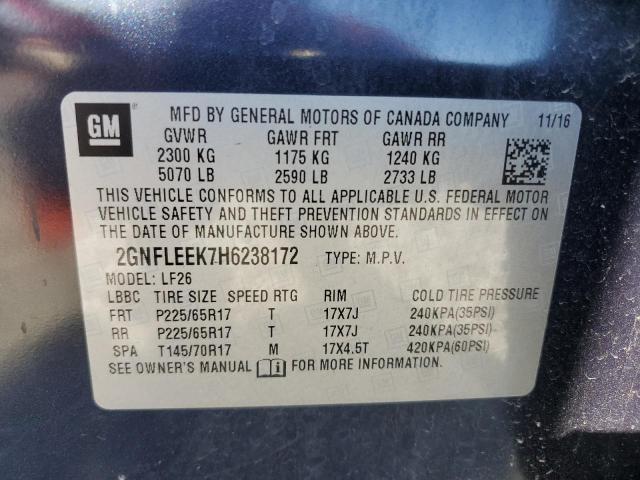 GM ®
MFD BY GENERAL MOTORS OF CANADA COMPANY 11/16
GVWR GAWR FRT GAWR RR
2300 KG 1175 KG 1240 KG
5070 LB 2590 LB 2733 LB
THIS VEHICLE CONFORMS TO ALL APPLICABLE U.S. FEDERAL MOTOR
VEHICLE SAFETY AND THEFT PREVENTION STANDARDS IN EFFECT ON
THE DATE OF MANUFACTURE SHOWN ABOVE.
2GNFLEEK7H6238172 TYPE: M.P.V.
MODEL: LF26
LBBC TIRE SIZE SPEED RTG RIM COLD TIRE PRESSURE
FRT P225/65R17 T 17X7J 240KPA(35PSI)
RR P225/65R17 T 17X7J 240KPA(35PSI)
SPA T145/70R17 M 17X4.5T 420KPA(60PSI)
SEE OWNER'S MANUAL FOR MORE INFORMATION